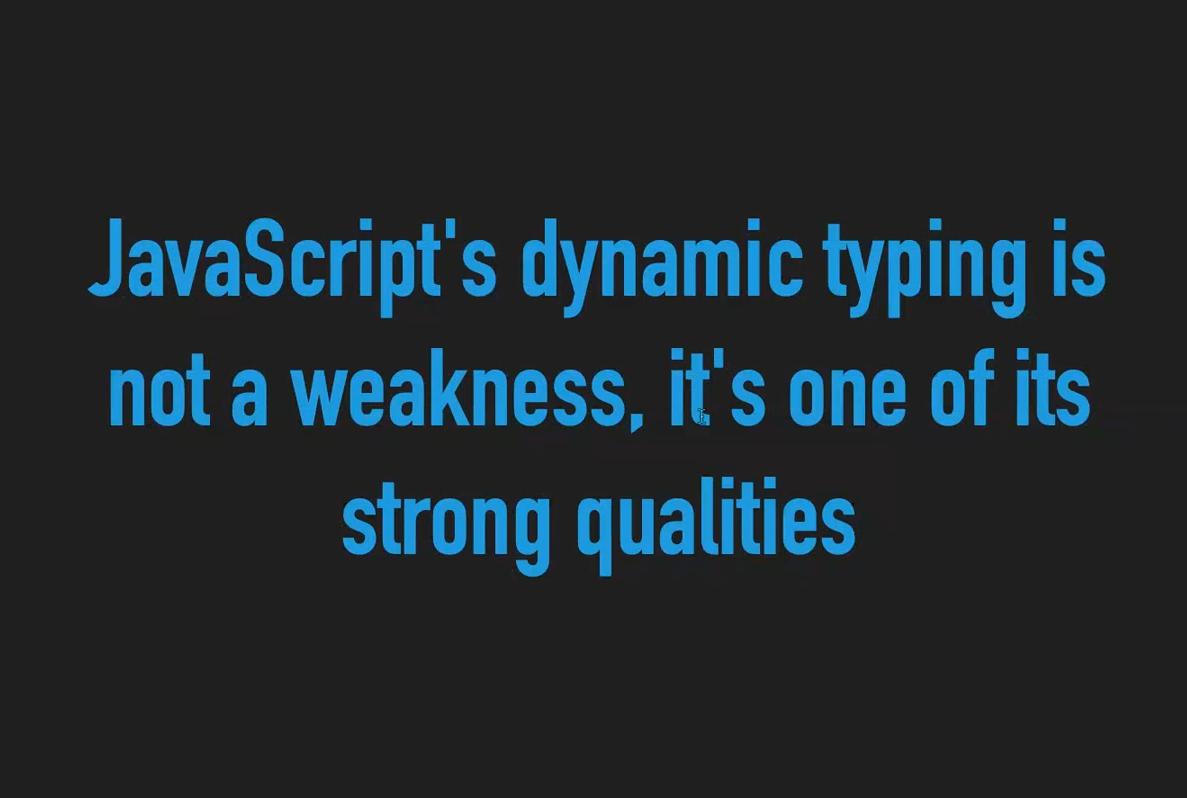 JavaScript's dynamic typing is
not a weakness, it's one of its
strong qualities